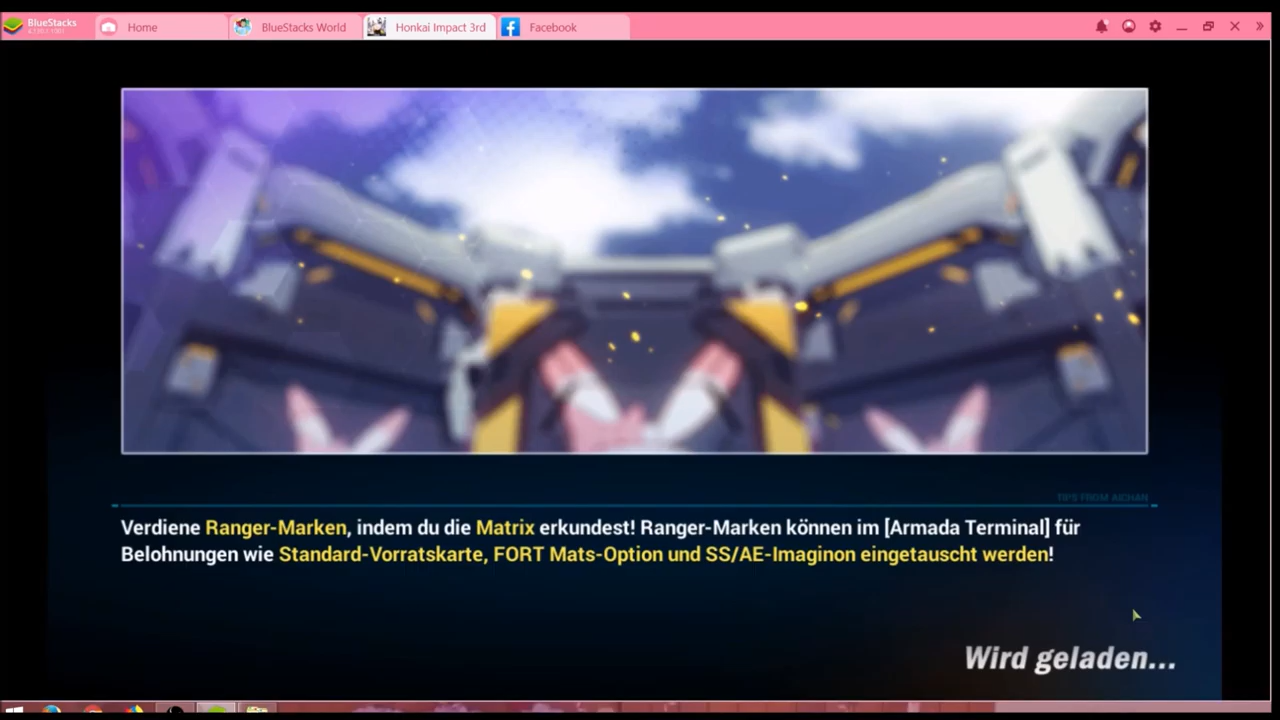 BlueStacks
Home
BlueStacks World
Honkai Impact 3rd
Facebook
TIPS FROM AICHAN
Verdiene Ranger-Marken, indem du die Matrix erkundest! Ranger-Marken können im [Armada Terminal] für
Belohnungen wie Standard-Vorratskarte, FORT Mats-Option und SS/AE-Imaginon eingetauscht werden!
Wird geladen...